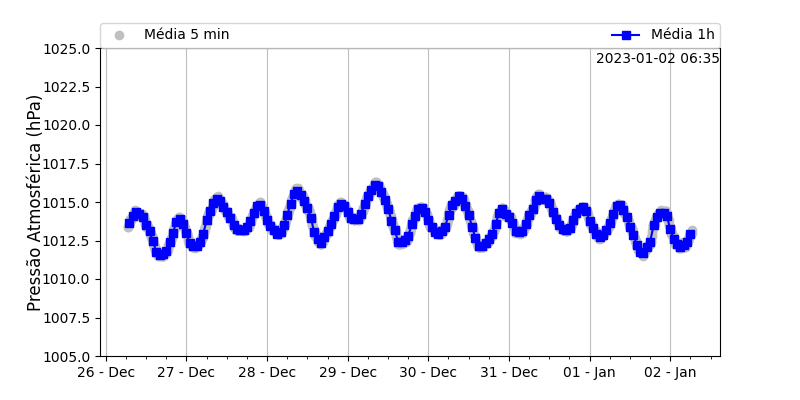 Média 5 min
Média 1h
2023-01-02 06:35
Pressão Atmosférica (hPa)
1025.0
1022.5
1020.0
1017.5
1015.0
1012.5
1010.0
1007.5
1005.0
26 - Dec
27 - Dec
28 - Dec
29 - Dec
30 - Dec
31 - Dec
01 - Jan
02 - Jan